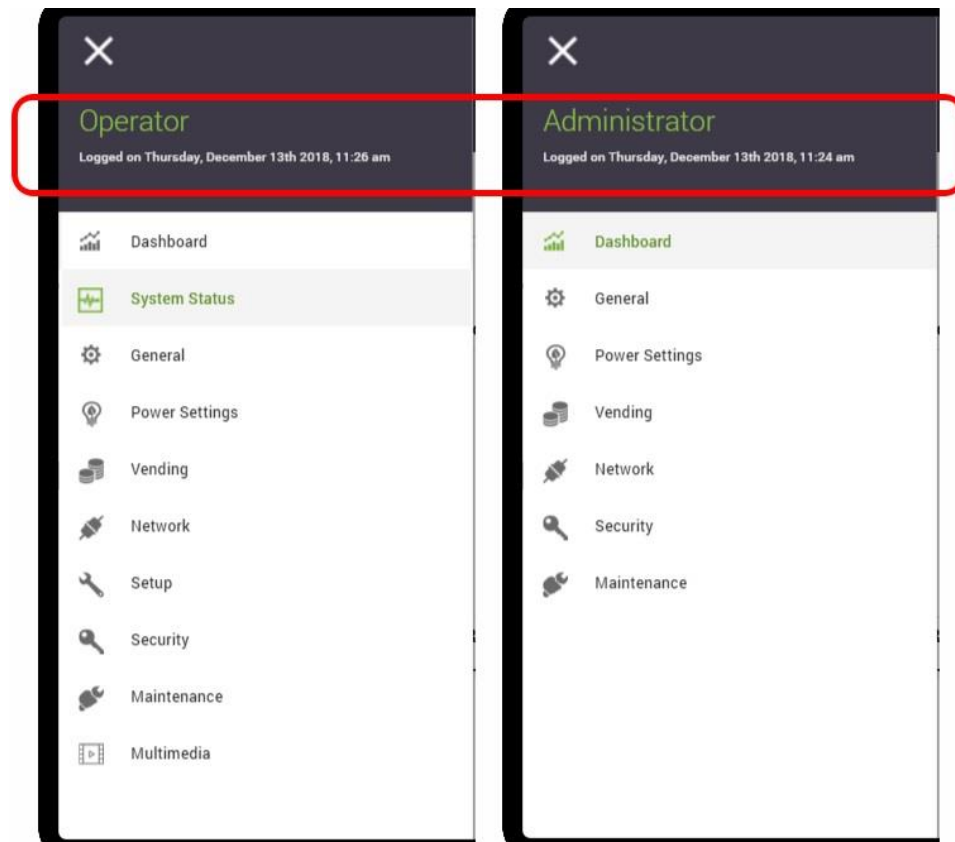 Operator
Logged on Thursday, December 13th 2018, 11:26 am
Dashboard
System Status
General
Power Settings
Vending
Network
Setup
Security
Maintenance
Multimedia
Administrator
Logged on Thursday, December 13th 2018, 11:24 am
Dashboard
General
Power Settings
Vending
Network
Security
Maintenance